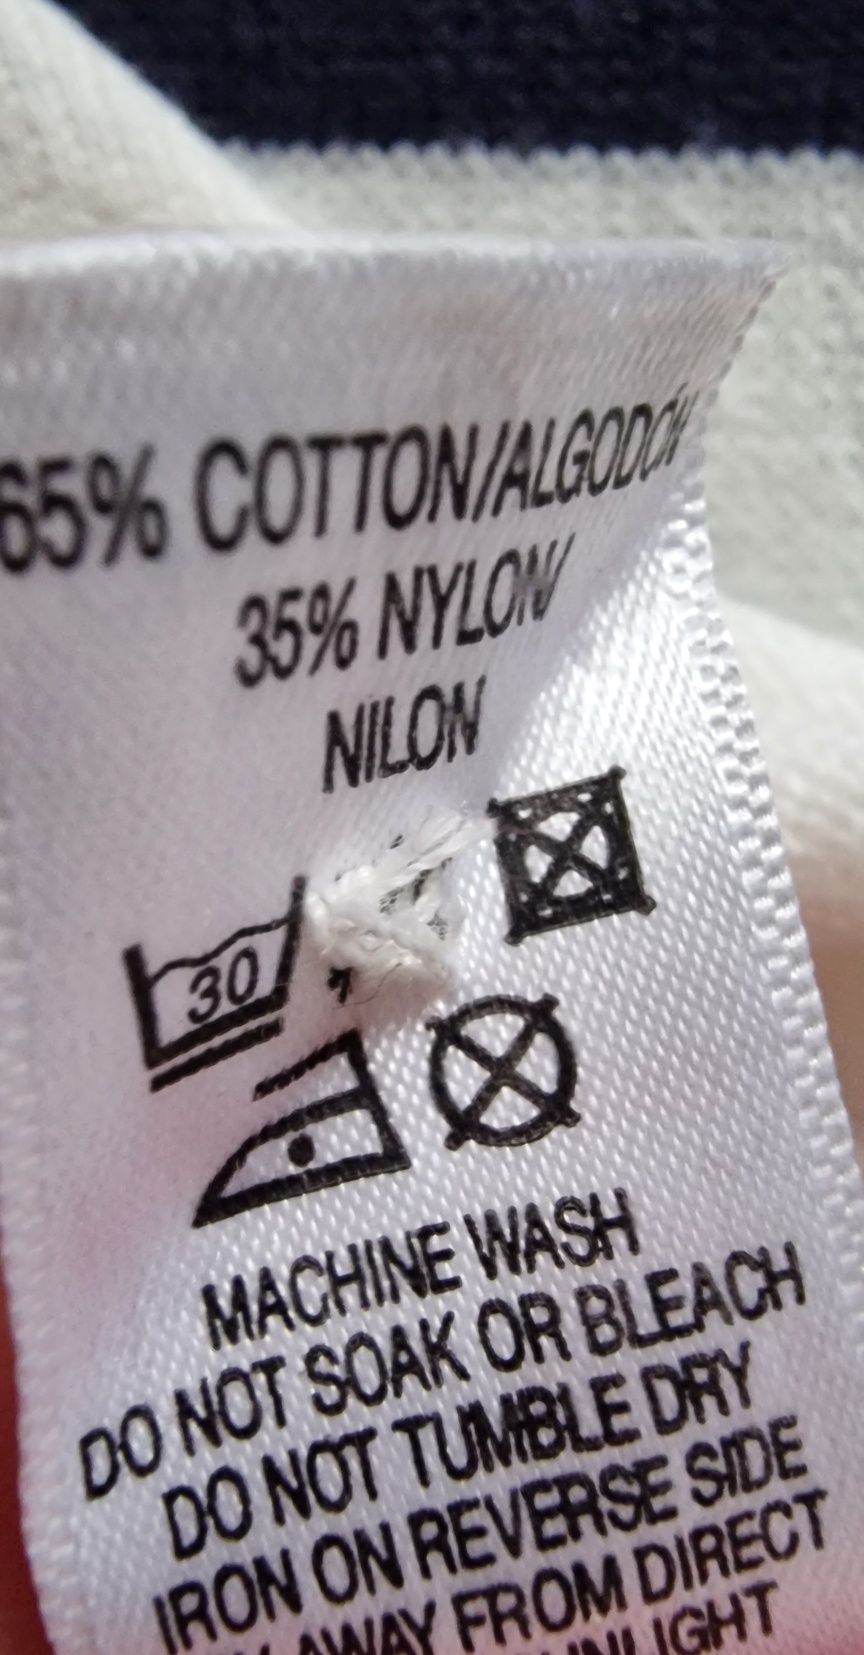 65% COTTON/ALGODÓN
35% NYLON/
NILON
30
MACHINE WASH
DO NOT SOAK OR BLEACH
DO NOT TUMBLE DRY
IRON ON REVERSE SIDE
AWAY FROM DIRECT